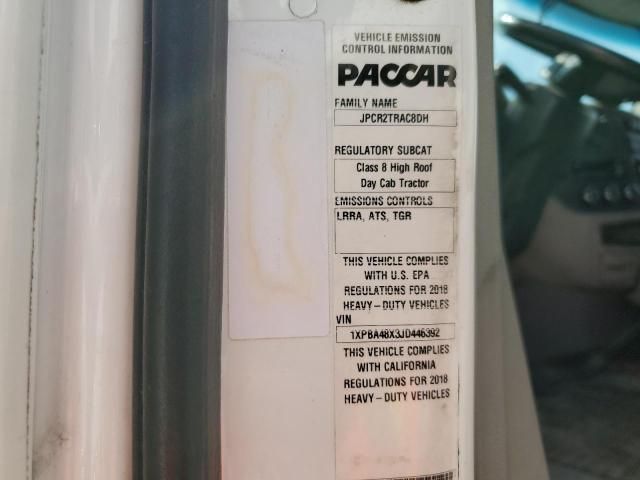 VEHICLE EMISSION
CONTROL INFORMATION
PACCAR
FAMILY NAME
JPCR2TRAC8DH
REGULATORY SUBCAT
Class 8 High Roof
Day Cab Tractor
EMISSIONS CONTROLS
LRRA, ATS, TGR
THIS VEHICLE COMPLIES
WITH U.S. EPA
REGULATIONS FOR 2018
HEAVY-DUTY VEHICLES
VIN
1XPBA48X3JD446392
THIS VEHICLE COMPLIES
WITH CALIFORNIA
REGULATIONS FOR 2018
HEAVY-DUTY VEHICLES